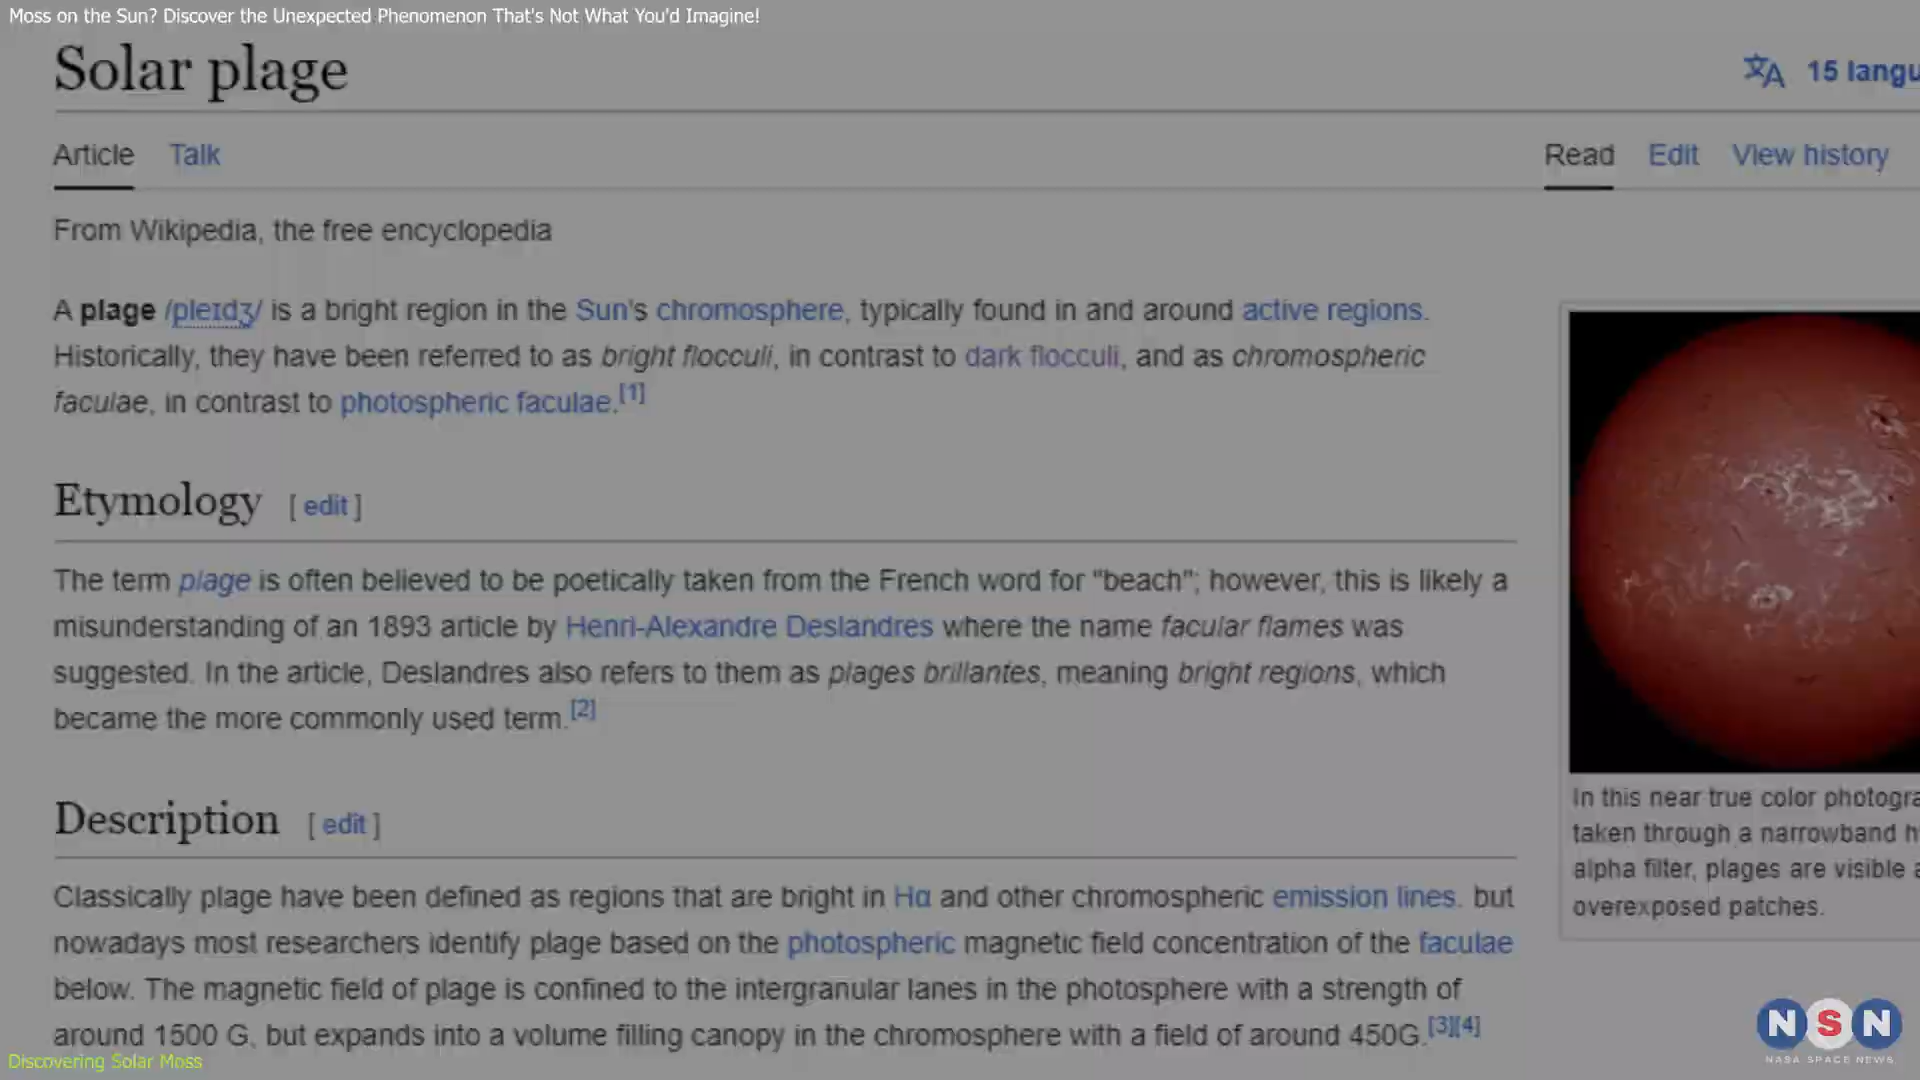 Moss on the Sun? Discover the Unexpected Phenomenon That's Not What You'd Imagine!
Solar plage
15 langu
Article Talk
Read Edit View history
From Wikipedia, the free encyclopedia
A plage /pleɪdʒ/ is a bright region in the Sun's chromosphere, typically found in and around active regions.
Historically, they have been referred to as bright flocculi, in contrast to dark flocculi, and as chromospheric
faculae, in contrast to photospheric faculae.[1]
Etymology [ edit ]
The term plage is often believed to be poetically taken from the French word for "beach"; however, this is likely a
misunderstanding of an 1893 article by Henri-Alexandre Deslandres where the name facular flames was
suggested. In the article, Deslandres also refers to them as plages brillantes, meaning bright regions, which
became the more commonly used term.[2]
Description [ edit ]
Classically plage have been defined as regions that are bright in Hα and other chromospheric emission lines. but
nowadays most researchers identify plage based on the photospheric magnetic field concentration of the faculae
below. The magnetic field of plage is confined to the intergranular lanes in the photosphere with a strength of
around 1500 G, but expands into a volume filling canopy in the chromosphere with a field of around 450G.[3][4]
In this near true color photogra
taken through a narrowband h
alpha filter, plages are visible a
overexposed patches.
NSN
NASA SPACE NEWS
Discovering Solar Moss